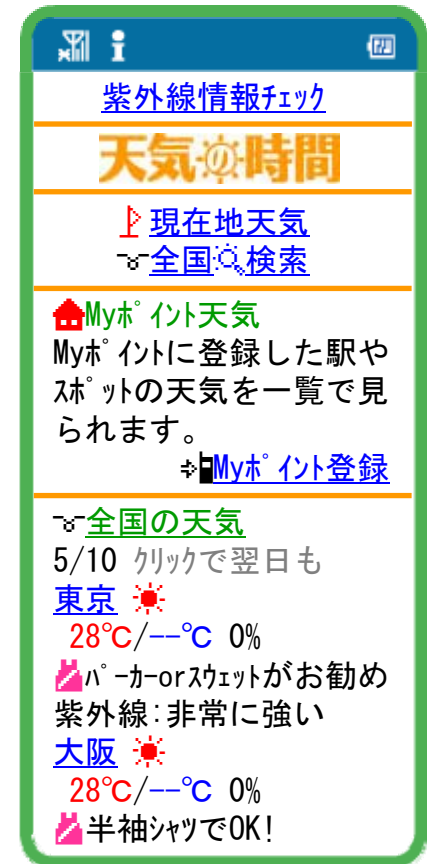 紫外線情報ﾁｪｯｸ
天気の時間
現在地天気
全国検索
Myﾎﾟｲﾝﾄ天気
Myﾎﾟｲﾝﾄに登録した駅や
ｽﾎﾟｯﾄの天気を一覧で見
られます。
Myﾎﾟｲﾝﾄ登録
全国の天気
5/10 ｸﾘｯｸで翌日も
東京
28℃/--℃ 0%
ﾊﾟｰｶｰorｽｳｪｯﾄがお勧め
紫外線:非常に強い
大阪
28℃/--℃ 0%
半袖ｼｬﾂでOK!